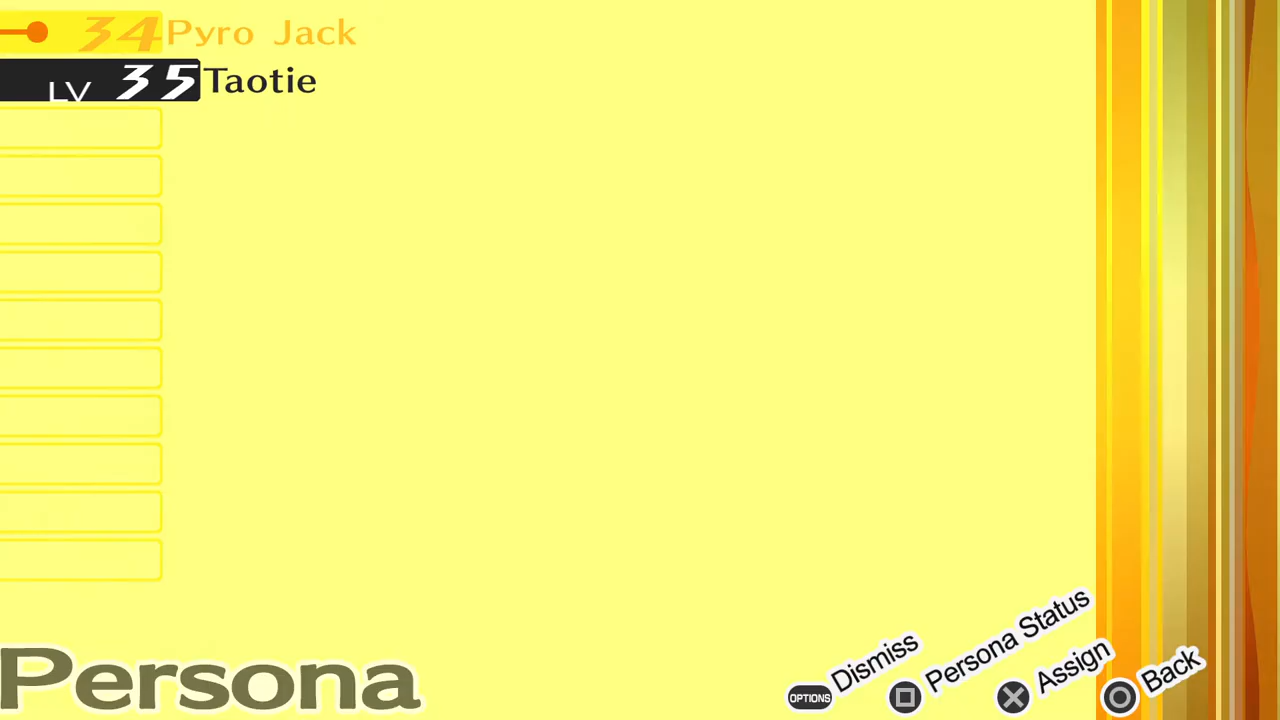 34 Pyro Jack
LV 35 Taotie
Persona
OPTIONS Dismiss
Persona Status
Assign
Back